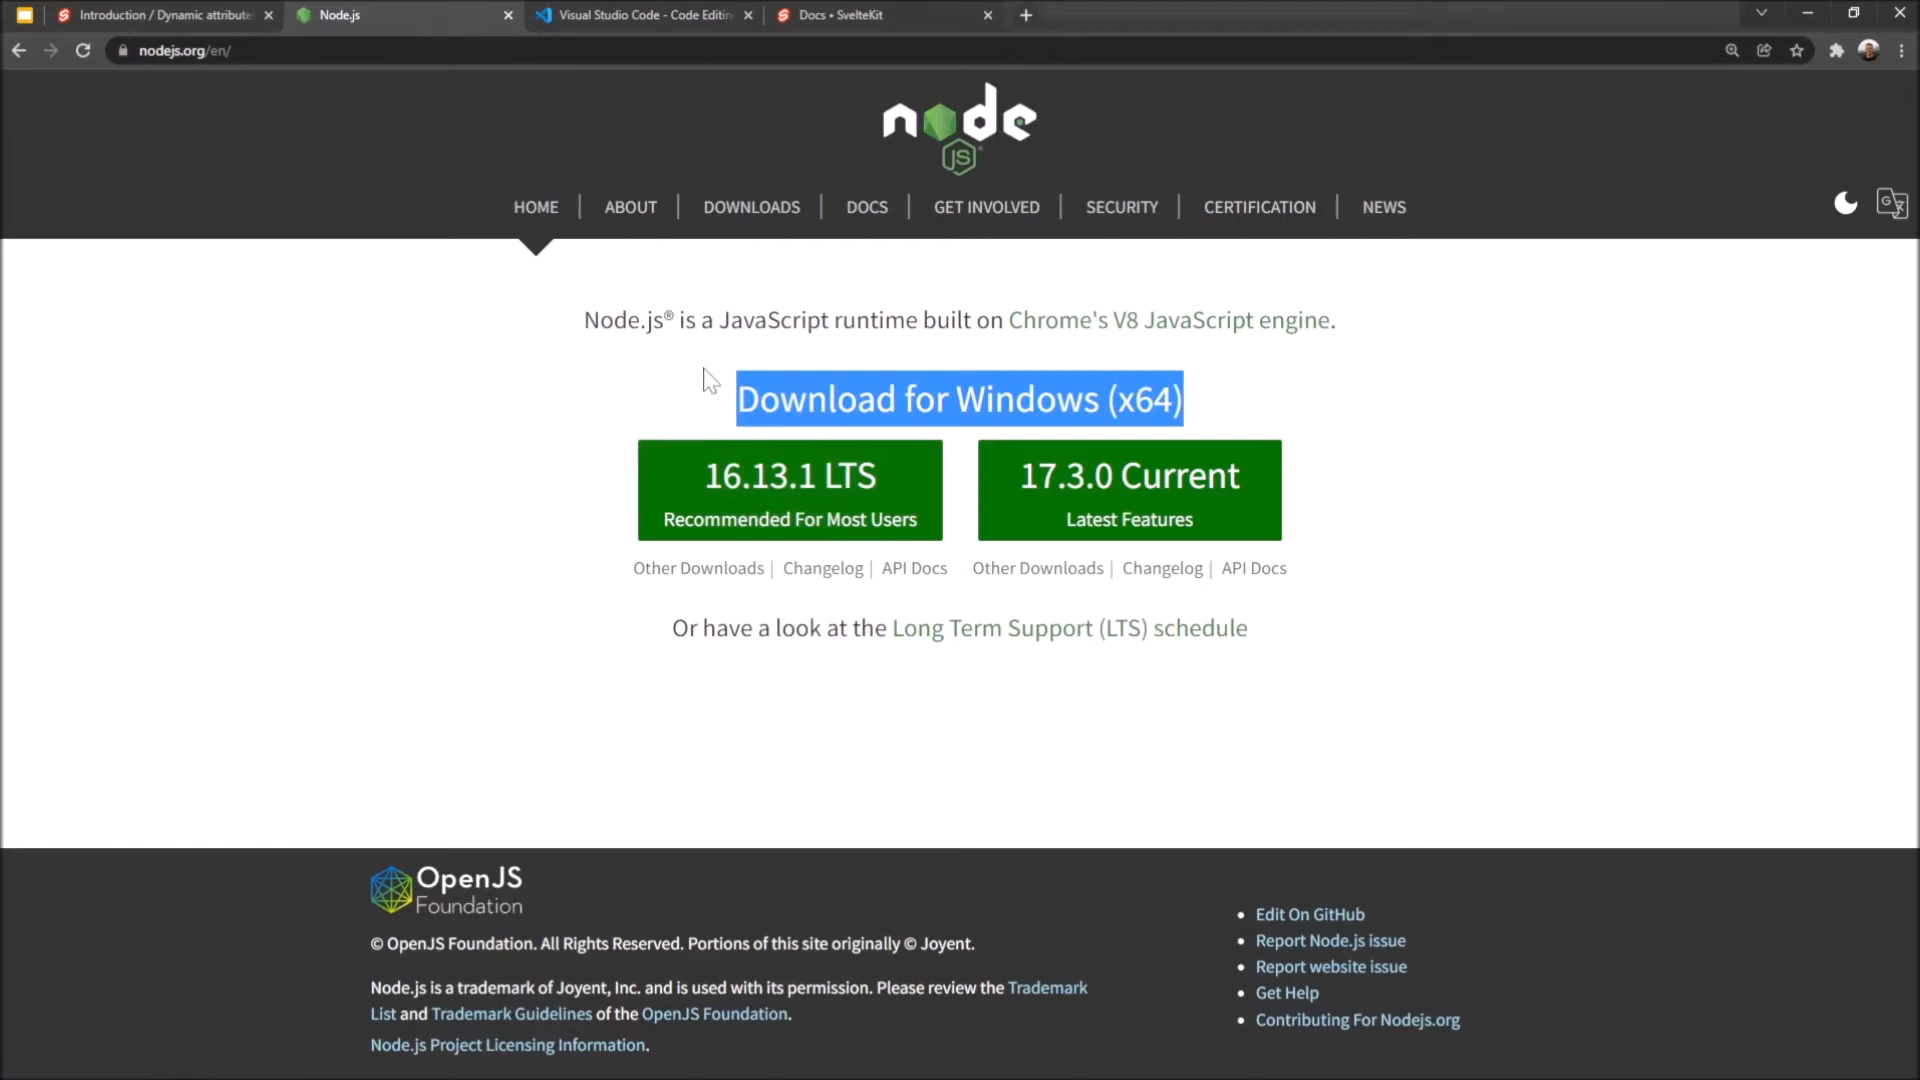 Introduction / Dynamic attribute
Node.js
Visual Studio Code - Code Editin
Docs • SvelteKit
nodejs.org/en/
node
JS
HOME | ABOUT | DOWNLOADS | DOCS | GET INVOLVED | SECURITY | CERTIFICATION | NEWS
Node.js® is a JavaScript runtime built on Chrome's V8 JavaScript engine.
Download for Windows (x64)
16.13.1 LTS
Recommended For Most Users
17.3.0 Current
Latest Features
Other Downloads | Changelog | API Docs
Other Downloads | Changelog | API Docs
Or have a look at the Long Term Support (LTS) schedule
OpenJS
Foundation
© OpenJS Foundation. All Rights Reserved. Portions of this site originally © Joyent.
Node.js is a trademark of Joyent, Inc. and is used with its permission. Please review the Trademark
List and Trademark Guidelines of the OpenJS Foundation.
Node.js Project Licensing Information.
• Edit On GitHub
• Report Node.js issue
• Report website issue
• Get Help
• Contributing For Nodejs.org